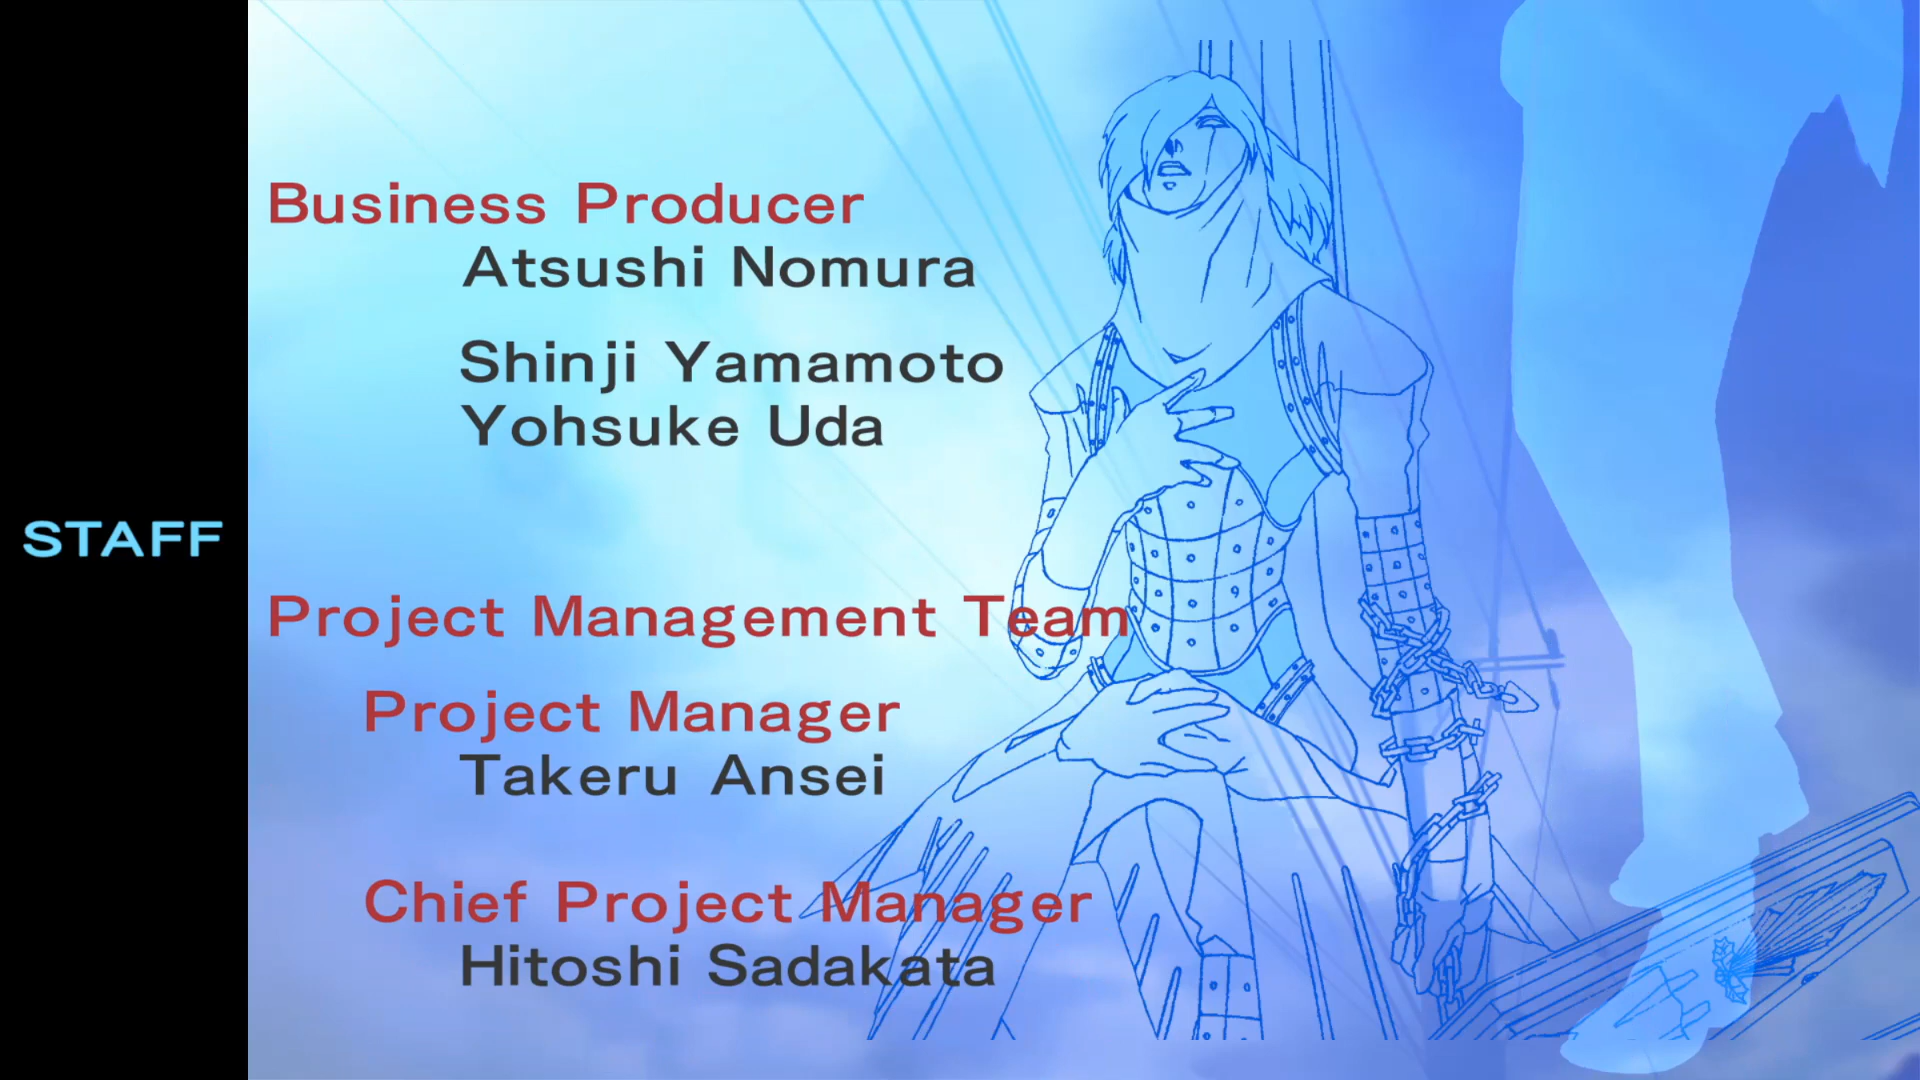 STAFF
Business Producer
Atsushi Nomura
Shinji Yamamoto
Yohsuke Uda
Project Management Team
Project Manager
Takeru Ansei
Chief Project Manager
Hitoshi Sadakata